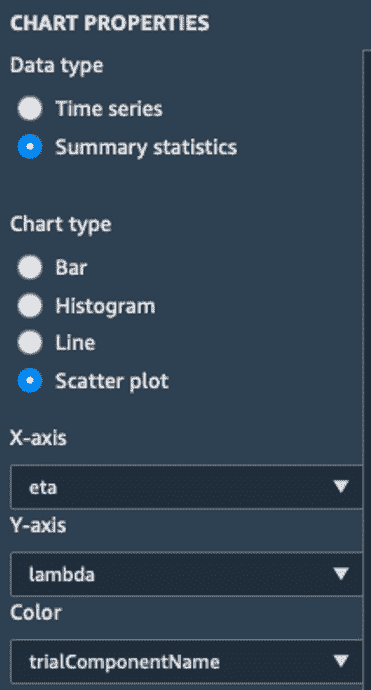 CHART PROPERTIES
Data type
Time series
Summary statistics
Chart type
Bar
Histogram
Line
Scatter plot
X-axis
eta
Y-axis
lambda
Color
trialComponentName